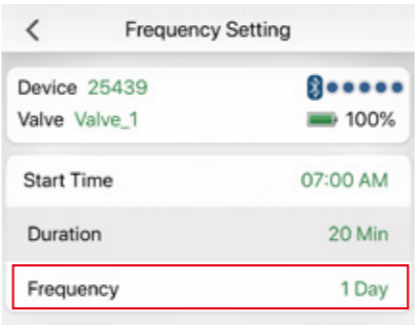 Frequency Setting
Device 25439
Valve Valve_1 100%
Start Time 07:00 AM
Duration 20 Min
Frequency 1 Day